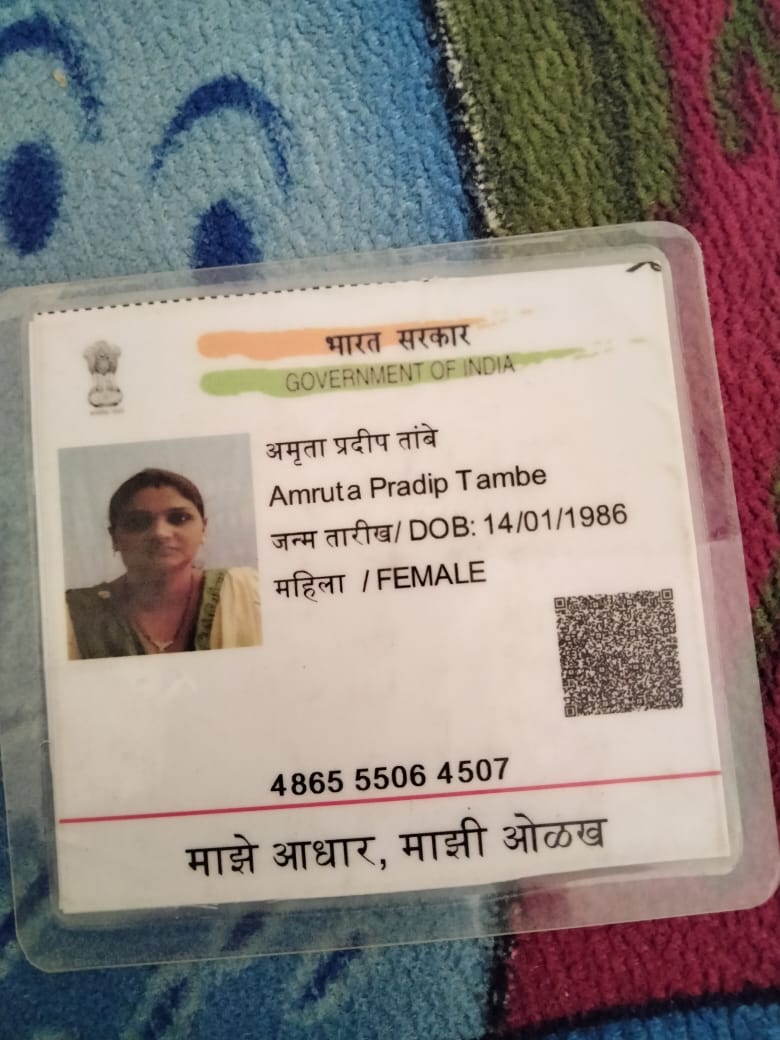 भारत सरकार
GOVERNMENT OF INDIA
अमृता प्रदीप तांबे
Amruta Pradip Tambe
जन्म तारीख/ DOB: 14/01/1986
महिला / FEMALE
4865 5506 4507
माझे आधार, माझी ओळख